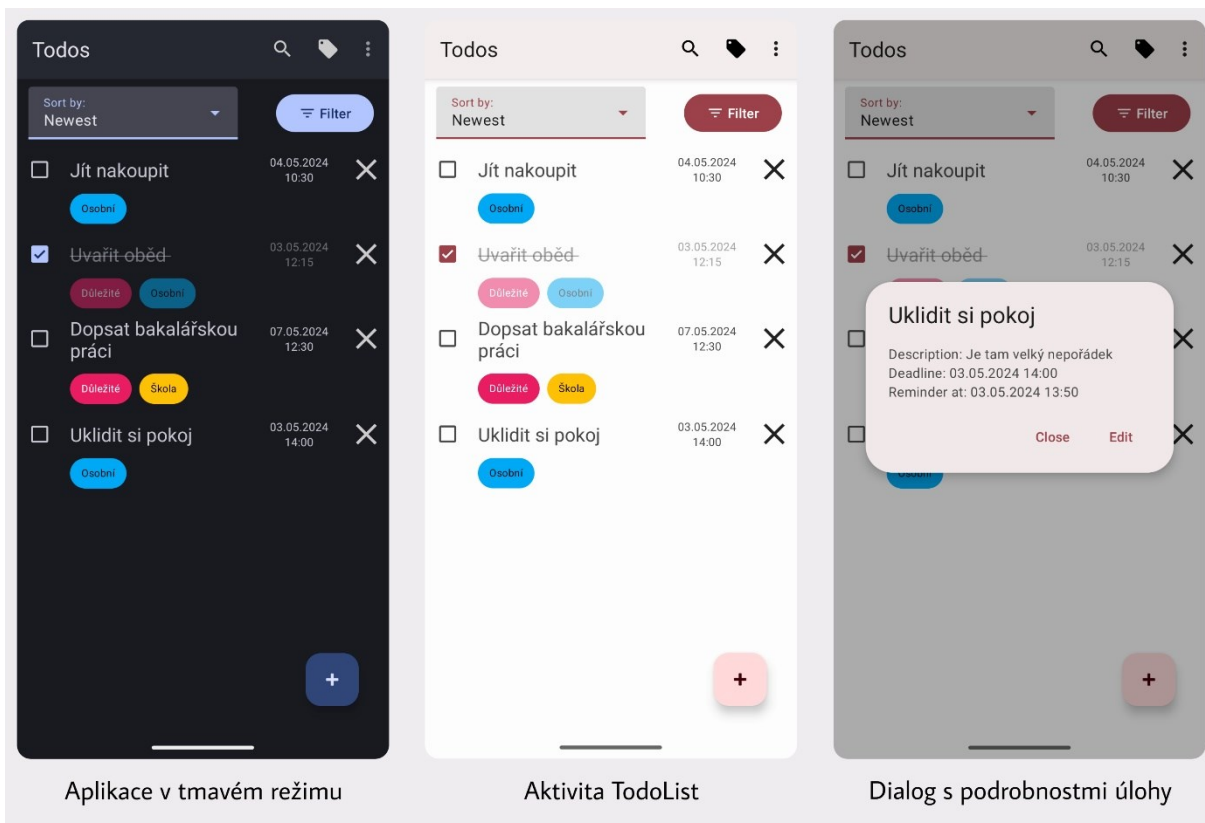 Todos
Sort by:
Newest
Filter
Jít nakoupit
04.05.2024
10:30
Osobní
Uvařit oběd
03.05.2024
12:15
Důležité
Osobní
Dopsat bakalářskou
práci
07.05.2024
12:30
Důležité
Škola
Uklidit si pokoj
03.05.2024
14:00
Osobní
+
Aplikace v tmavém režimu
Todos
Sort by:
Newest
Filter
Jít nakoupit
04.05.2024
10:30
Osobní
Uvařit oběd
03.05.2024
12:15
Důležité
Osobní
Dopsat bakalářskou
práci
07.05.2024
12:30
Důležité
Škola
Uklidit si pokoj
03.05.2024
14:00
Osobní
+
Aktivita TodoList
Todos
Sort by:
Newest
Filter
Jít nakoupit
04.05.2024
10:30
Osobní
Uvařit oběd
03.05.2024
12:15
Uklidit si pokoj
Description: Je tam velký nepořádek
Deadline: 03.05.2024 14:00
Reminder at: 03.05.2024 13:50
Close
Edit
+
Dialog s podrobnostmi úlohy